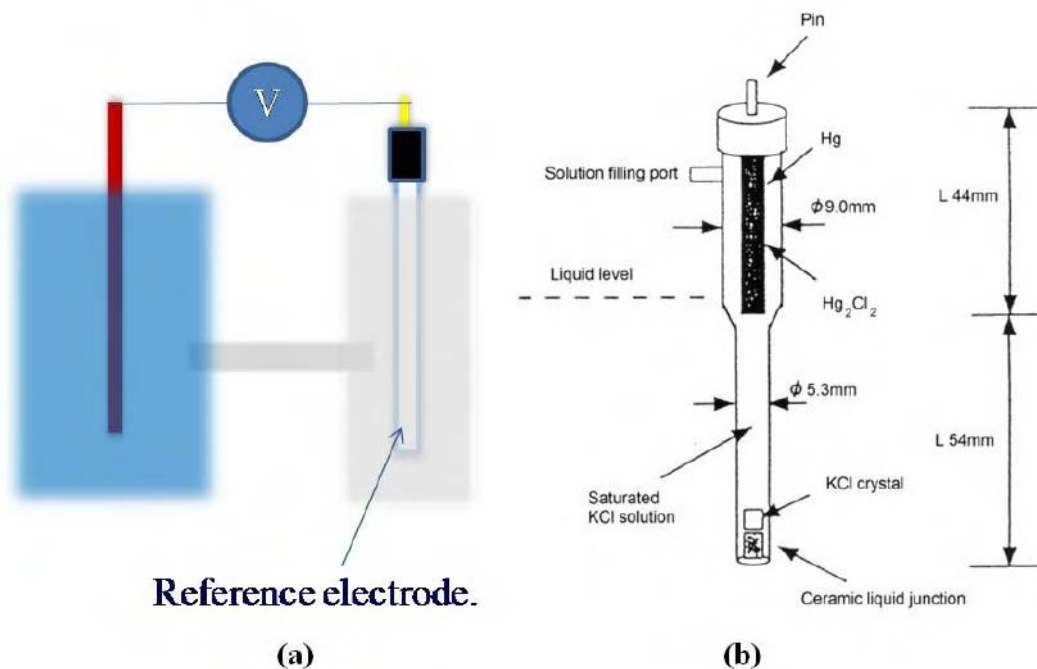 V
Reference electrode.
(a)
Pin
Hg
Solution filling port
L 44mm
ϕ9.0mm
Liquid level
Hg₂Cl₂
ϕ 5.3mm
L 54mm
KCl crystal
Saturated
KCl solution
Ceramic liquid junction
(b)